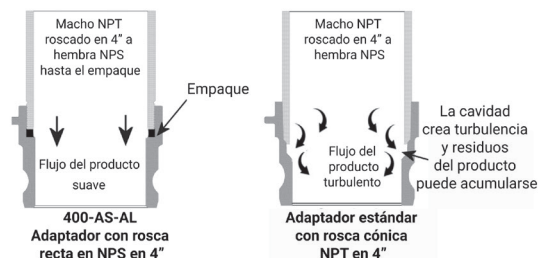 Macho NPT
roscado en 4” a
hembra NPS
hasta el empaque
Empaque
Flujo del producto
suave
400-AS-AL
Adaptador con rosca
recta en NPS en 4”
Macho NPT
roscado en 4” a
hembra NPS
La cavidad
crea turbulencia
y residuos
del producto
puede acumularse
Flujo del
producto
turbulento
Adaptador estándar
con rosca cónica
NPT en 4”